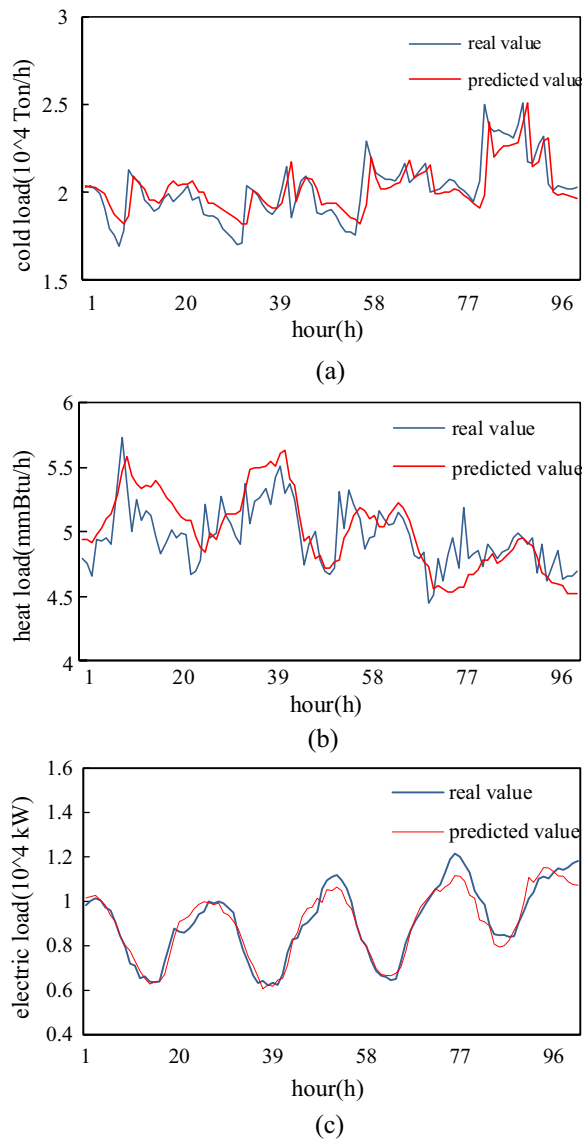 3
2.5
2
1.5
cold load(10^4 Ton/h)
real value
predicted value
1 20 39 58 77 96
hour(h)
(a)
6
5.5
5
4.5
4
heat load(mmBtu/h)
real value
predicted value
1 20 39 58 77 96
hour(h)
(b)
1.6
1.4
1.2
1
0.8
0.6
0.4
electric load(10^4 kW)
real value
predicted value
1 20 39 58 77 96
hour(h)
(c)